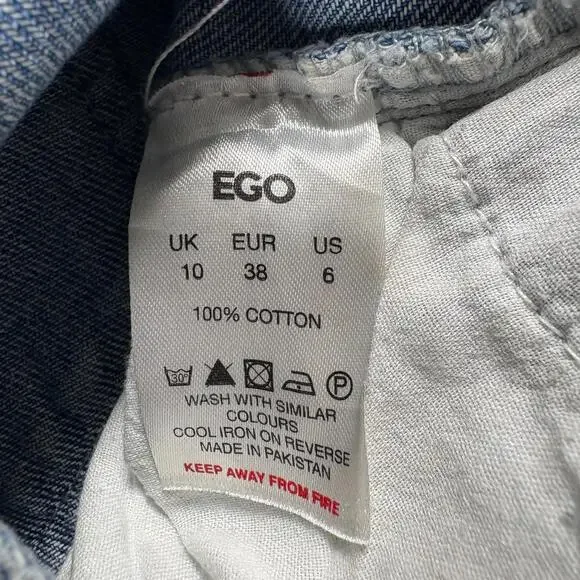 EGO
UK EUR US
10 38 6
100% COTTON
30° P
WASH WITH SIMILAR
COLOURS
COOL IRON ON REVERSE
MADE IN PAKISTAN
KEEP AWAY FROM FIRE